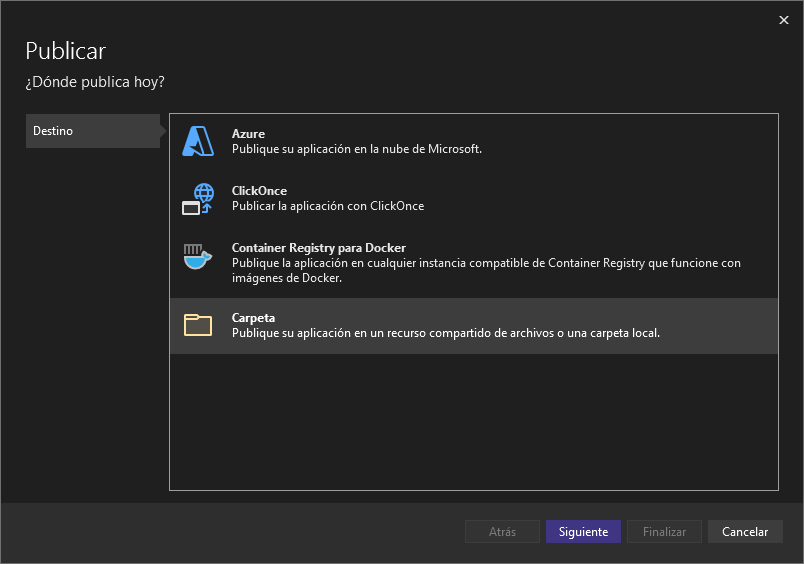 Publicar
¿Dónde publica hoy?
Destino
Azure
Publique su aplicación en la nube de Microsoft.
ClickOnce
Publicar la aplicación con ClickOnce
Container Registry para Docker
Publique la aplicación en cualquier instancia compatible de Container Registry que funcione con
imágenes de Docker.
Carpeta
Publique su aplicación en un recurso compartido de archivos o una carpeta local.
Atrás
Siguiente
Finalizar
Cancelar